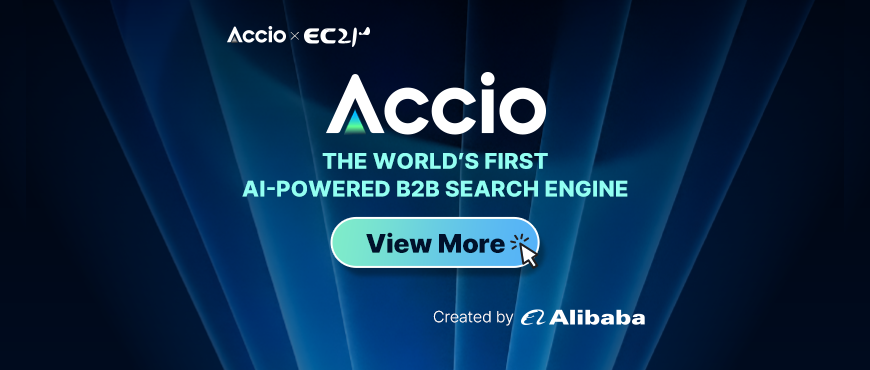 Accio × EC21
Accio
THE WORLD'S FIRST
AI-POWERED B2B SEARCH ENGINE
View More
Created by Alibaba